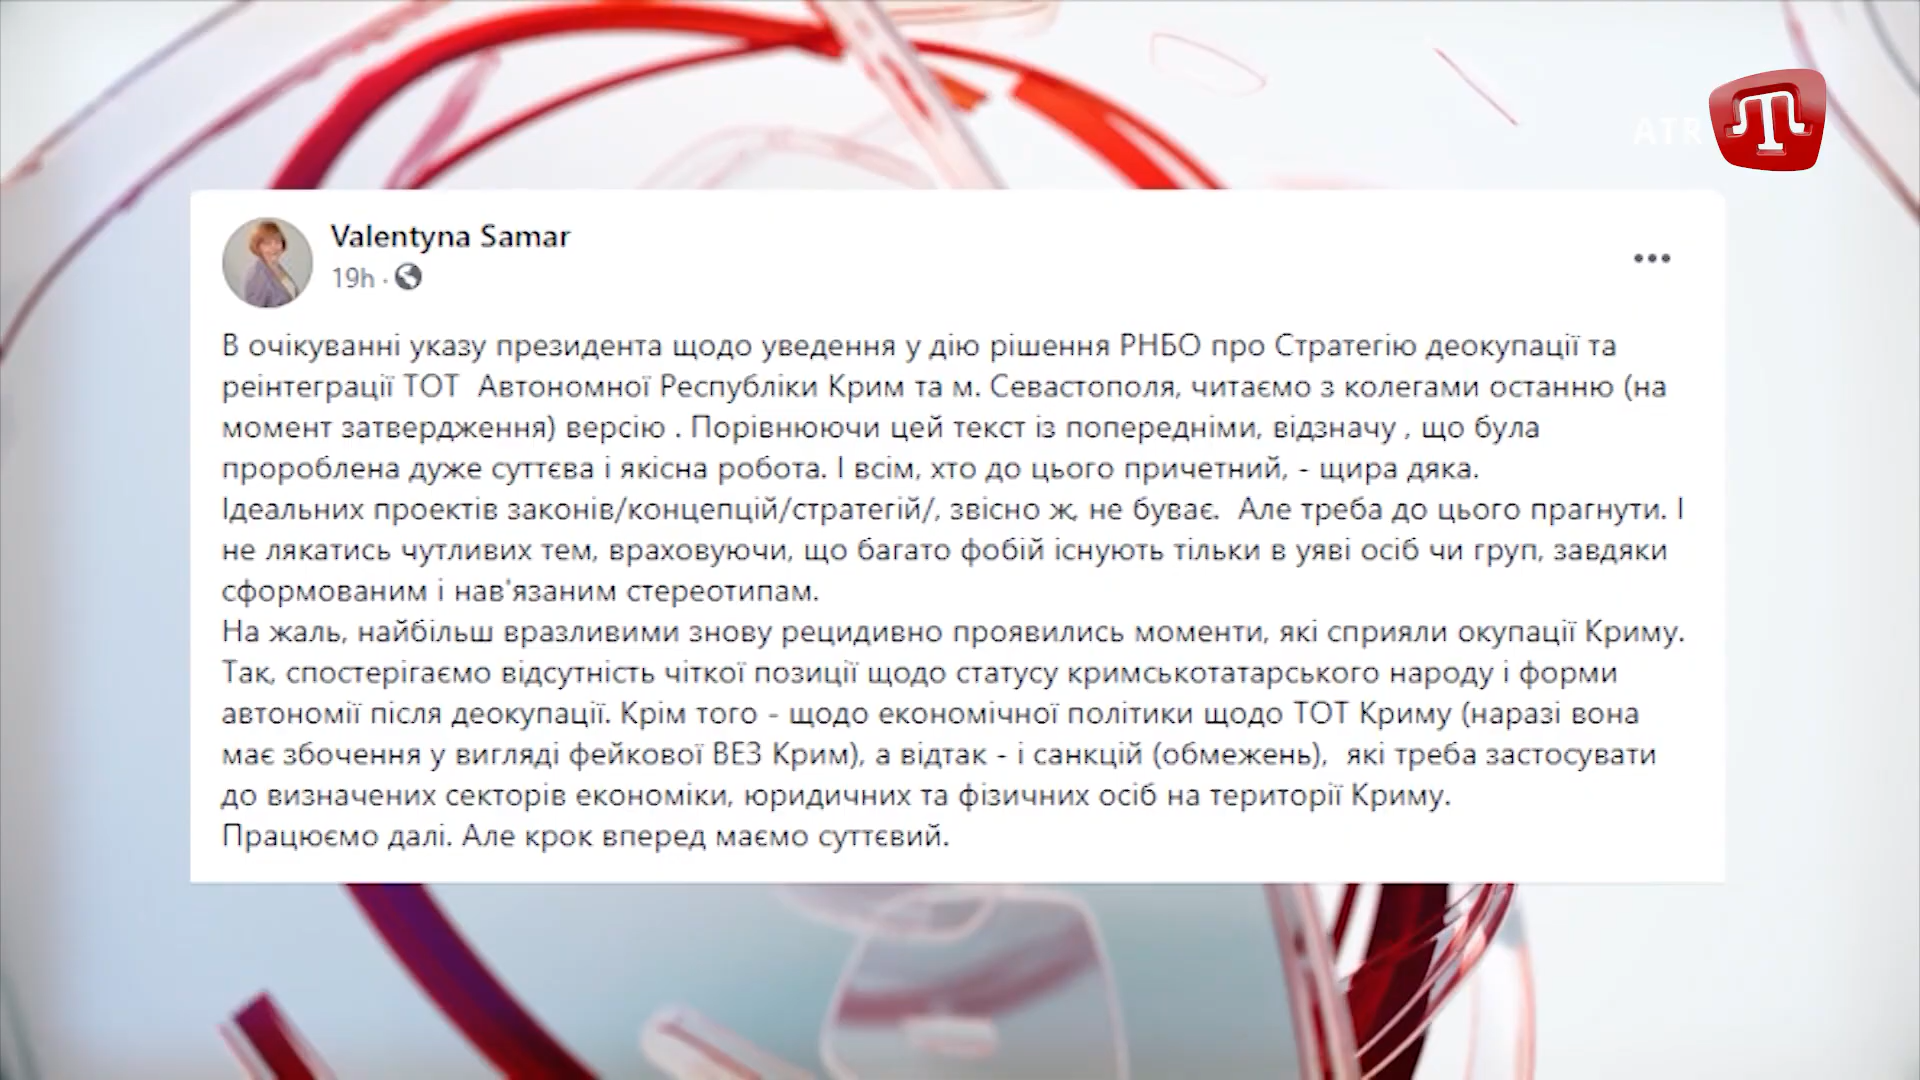 ATR
Valentyna Samar
19h ·
В очікуванні указу президента щодо уведення у дію рішення РНБО про Стратегію деокупації та
реінтеграції ТОТ Автономної Республіки Крим та м. Севастополя, читаємо з колегами останню (на
момент затвердження) версію . Порівнюючи цей текст із попередніми, відзначу , що була
пророблена дуже суттєва і якісна робота. І всім, хто до цього причетний, - щира дяка.
Ідеальних проектів законів/концепцій/стратегій/, звісно ж, не буває. Але треба до цього прагнути. І
не лякатись чутливих тем, враховуючи, що багато фобій існують тільки в уяві осіб чи груп, завдяки
сформованим і нав'язаним стереотипам.
На жаль, найбільш вразливими знову рецидивно проявились моменти, які сприяли окупації Криму.
Так, спостерігаємо відсутність чіткої позиції щодо статусу кримськотатарського народу і форми
автономії після деокупації. Крім того - щодо економічної політики щодо ТОТ Криму (наразі вона
має збочення у вигляді фейкової ВЕЗ Крим), а відтак - і санкцій (обмежень), які треба застосувати
до визначених секторів економіки, юридичних та фізичних осіб на території Криму.
Працюємо далі. Але крок вперед маємо суттєвий.